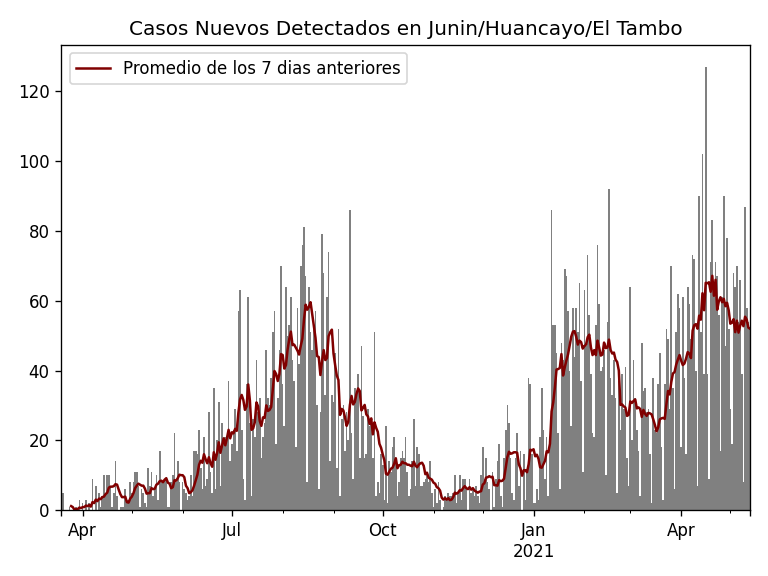 Casos Nuevos Detectados en Junin/Huancayo/El Tambo
Promedio de los 7 dias anteriores
120
100
80
60
40
20
0
Apr Jul Oct Jan Apr
2021